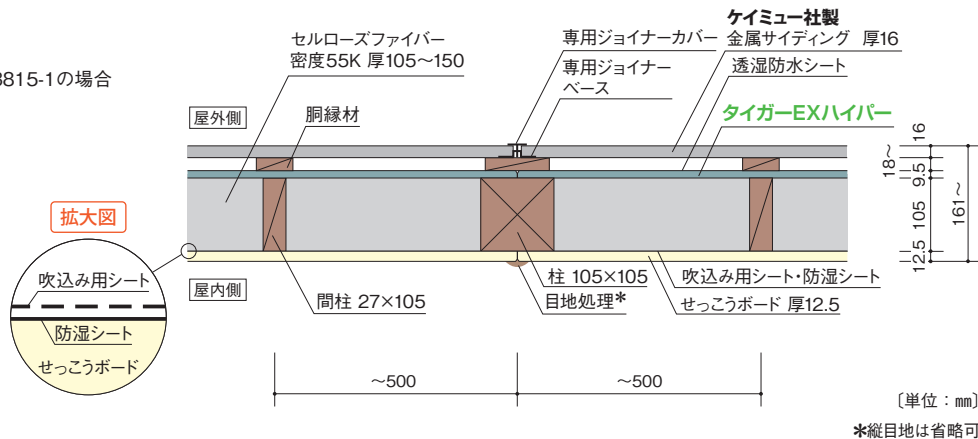 3815-1の場合
セルローズファイバー
密度55K 厚105〜150
専用ジョイナーカバー
専用ジョイナー
ベース
ケイミュー社製
金属サイディング 厚16
透湿防水シート
タイガーEXハイパー
屋外側
胴縁材
16
18〜
9.5
105
12.5
161〜
拡大図
吹込み用シート
防湿シート
せっこうボード
屋内側
間柱 27×105
柱 105×105
目地処理*
吹込み用シート・防湿シート
せっこうボード 厚12.5
〜500
〜500
〔単位:㎜〕
*縦目地は省略可